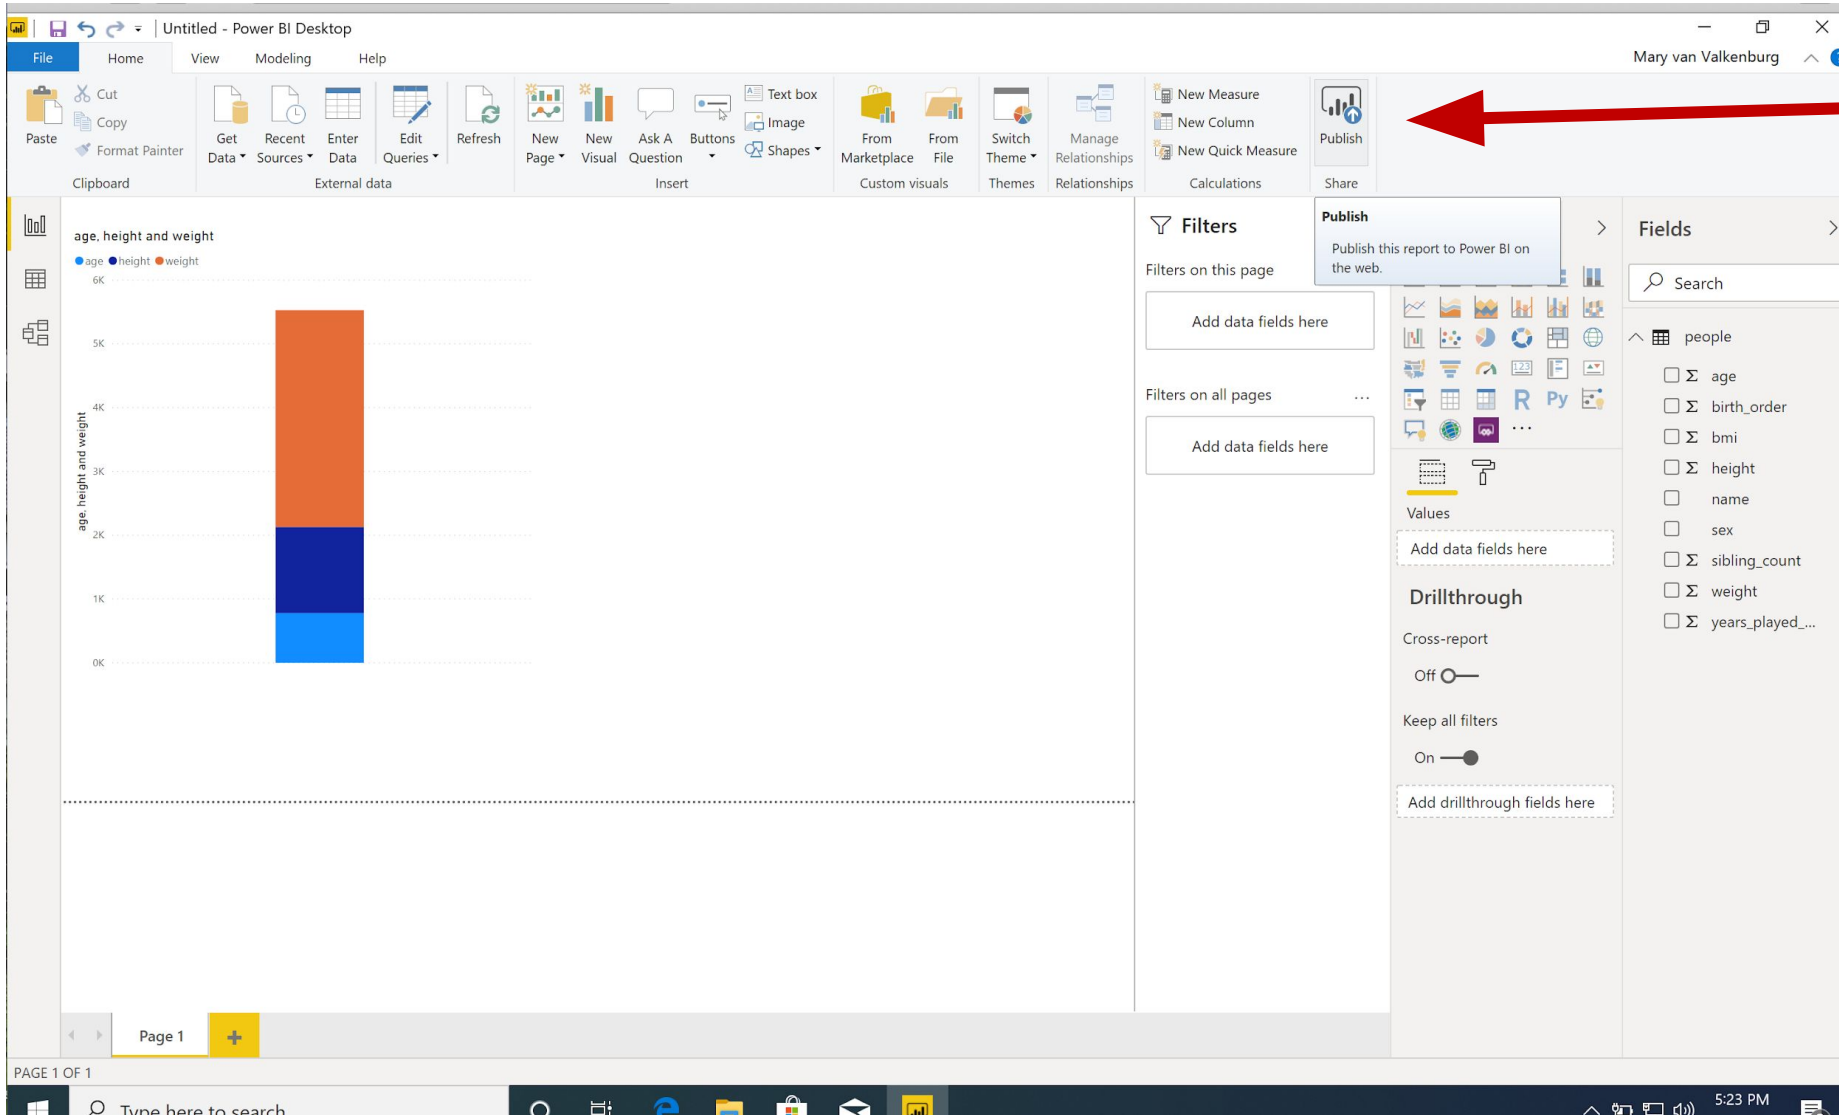 Untitled - Power BI Desktop
File Home View Modeling Help Mary van Valkenburg
Paste
Cut
Copy
Format Painter
Clipboard
Get Data
Recent Sources
Enter Data
Edit Queries
Refresh
External data
New Page
New Visual
Ask A Question
Buttons
Text box
Image
Shapes
Insert
From Marketplace
From File
Custom visuals
Switch Theme
Themes
Manage Relationships
Relationships
New Measure
New Column
New Quick Measure
Calculations
Publish
Share
Publish
Publish this report to Power BI on
the web.
age, height and weight
age height weight
6K
5K
4K
3K
2K
1K
0K
age, height and weight
Filters
Filters on this page
Add data fields here
Filters on all pages ...
Add data fields here
123
R Py
...
Values
Add data fields here
Drillthrough
Cross-report
Off
Keep all filters
On
Add drillthrough fields here
Fields
Search
people
Σ age
Σ birth_order
Σ bmi
Σ height
name
sex
Σ sibling_count
Σ weight
Σ years_played_...
Page 1 +
PAGE 1 OF 1
Type here to search
5:23 PM